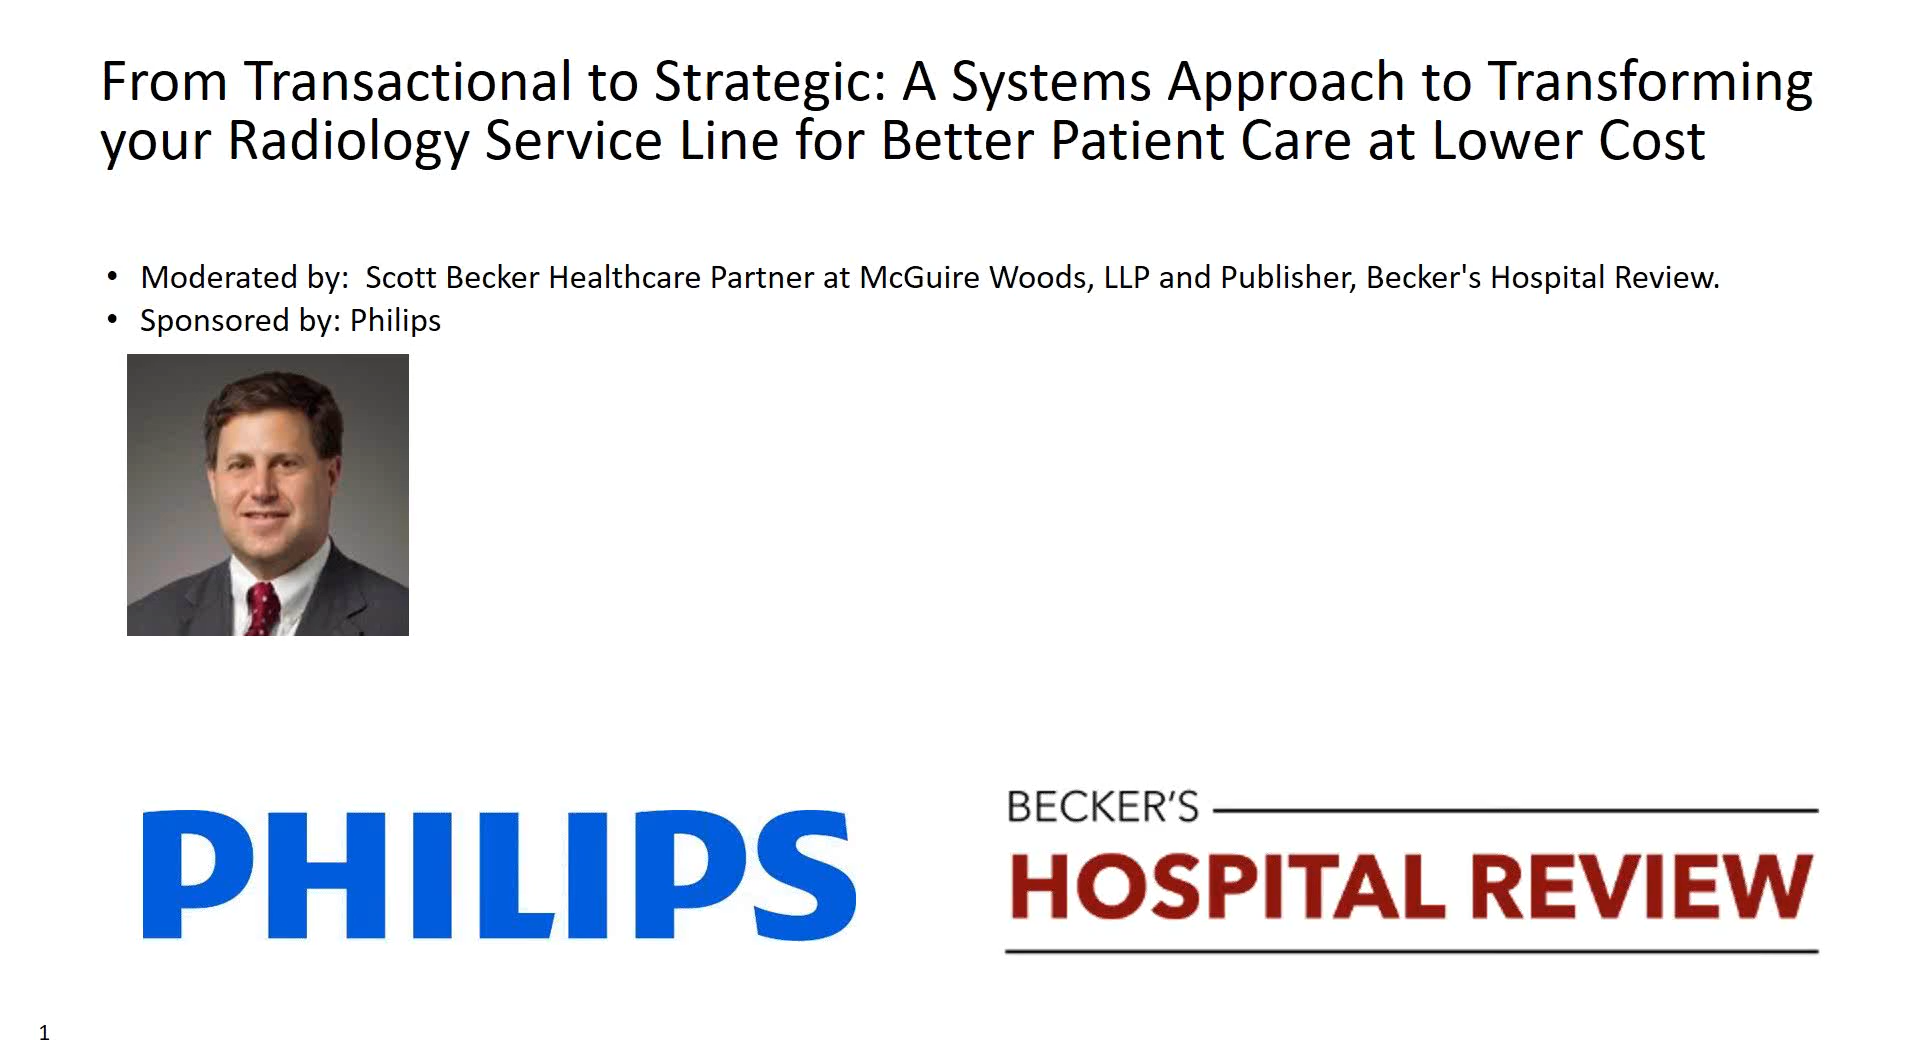 From Transactional to Strategic: A Systems Approach to Transforming
your Radiology Service Line for Better Patient Care at Lower Cost
• Moderated by:  Scott Becker Healthcare Partner at McGuire Woods, LLP and Publisher, Becker's Hospital Review.
• Sponsored by: Philips
PHILIPS
BECKER'S
HOSPITAL REVIEW
1